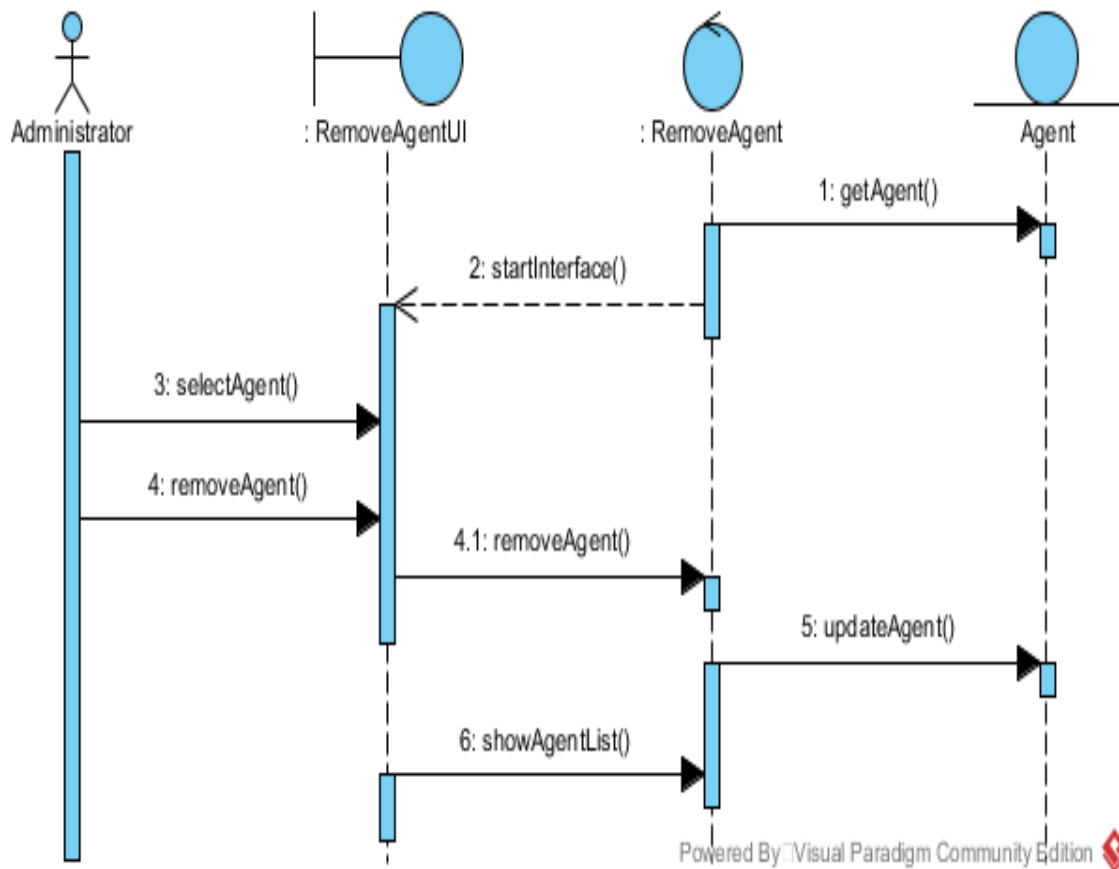 Administrator
: RemoveAgentUI
: RemoveAgent
Agent
1: getAgent()
2: startInterface()
3: selectAgent()
4: removeAgent()
4.1: removeAgent()
5: updateAgent()
6: showAgentList()
Powered By Visual Paradigm Community Edition